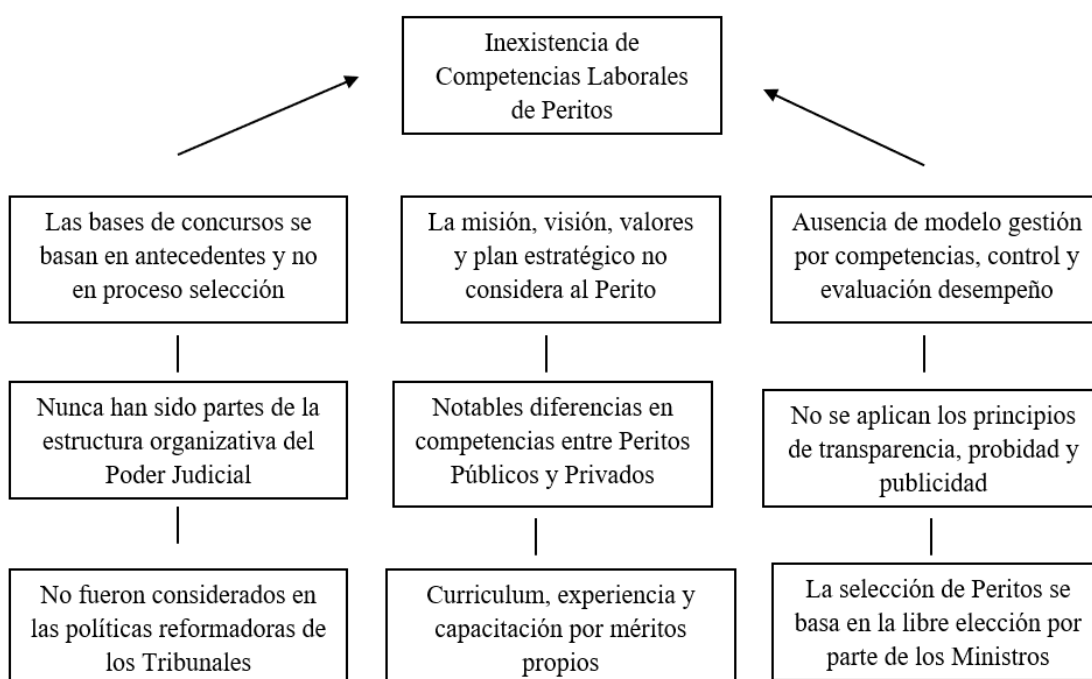 Inexistencia de
Competencias Laborales
de Peritos
Las bases de concursos se
basan en antecedentes y no
en proceso selección
La misión, visión, valores
y plan estratégico no
considera al Perito
Ausencia de modelo gestión
por competencias, control y
evaluación desempeño
Nunca han sido partes de la
estructura organizativa del
Poder Judicial
Notables diferencias en
competencias entre Peritos
Públicos y Privados
No se aplican los principios
de transparencia, probidad y
publicidad
No fueron considerados en
las políticas reformadoras de
los Tribunales
Curriculum, experiencia y
capacitación por méritos
propios
La selección de Peritos se
basa en la libre elección por
parte de los Ministros